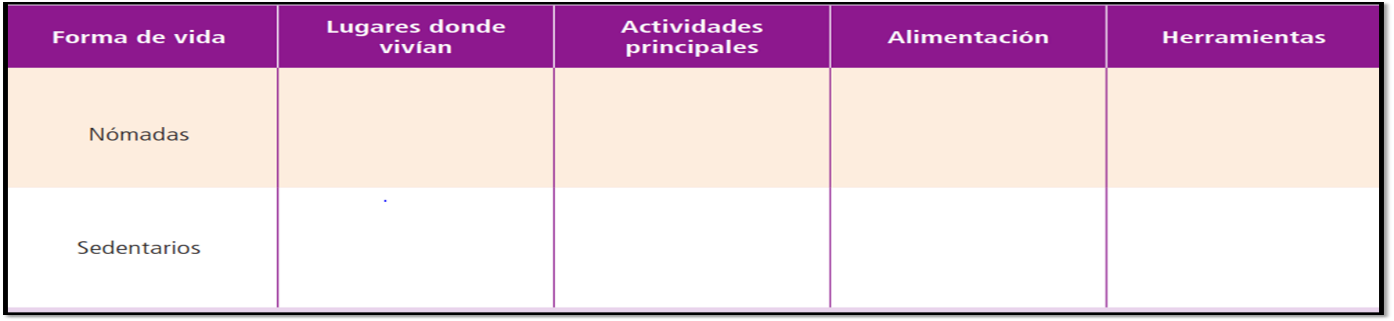 Forma de vida
Lugares donde
vivían
Actividades
principales
Alimentación
Herramientas
Nómadas
Sedentarios